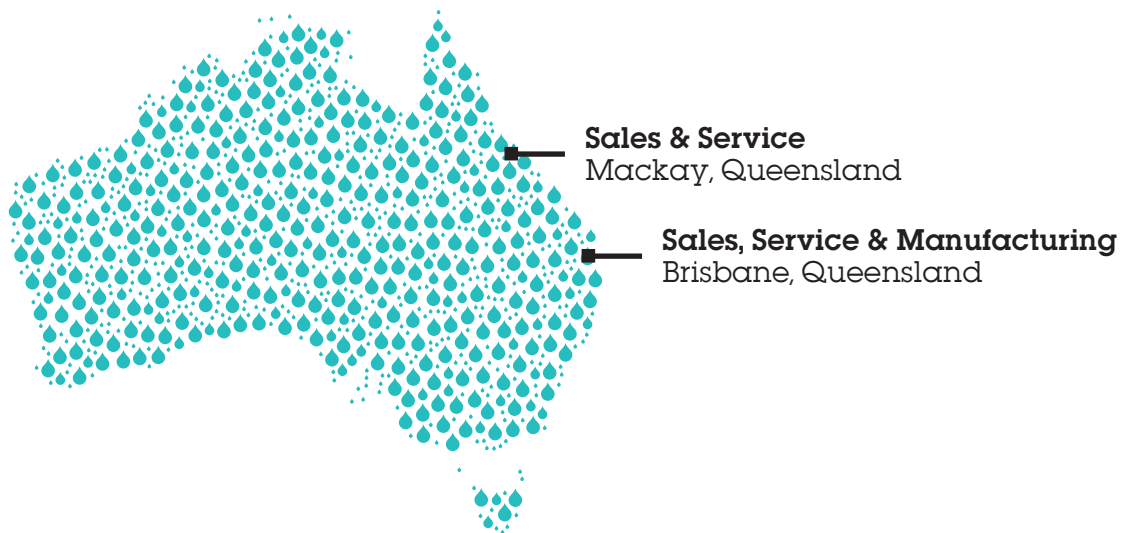 Sales & Service
Mackay, Queensland
Sales, Service & Manufacturing
Brisbane, Queensland